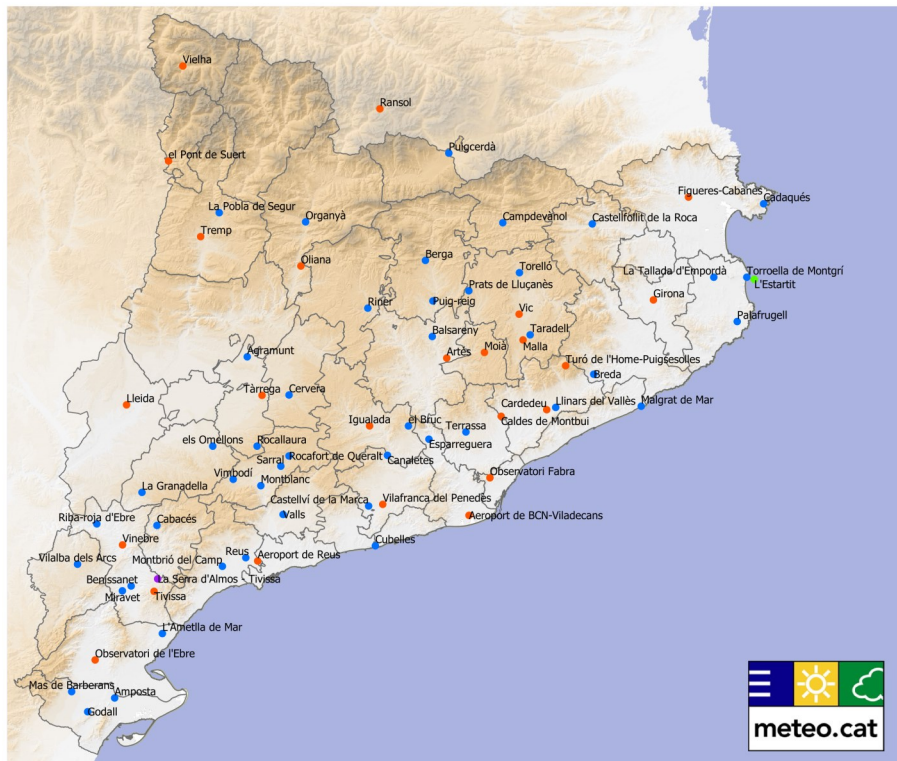 Vielha
Ransol
Puigcerdà
el Pont de Suert
Figueres-Cabanes
Cadaqués
La Pobla de Segur
Organyà
Campdevànol
Castellfollit de la Roca
Tremp
Oliana
Berga
Torelló
La Tallada d'Empordà
Torroella de Montgrí
L'Estartit
Prats de Lluçanès
Girona
Riner
Puig-reig
Vic
Palafrugell
Balsareny
Taradell
Agramunt
Artés
Moià
Malla
Turó de l'Home-Puigsesolles
Breda
Lleida
Tàrrega
Cervera
Cardedeu
Llinars del Vallès
Malgrat de Mar
Caldes de Montbui
Igualada
el Bruc
Terrassa
els Omellons
Rocallaura
Esparreguera
Sarral
Rocafort de Queralt
Canaletes
Vimbodí
Montblanc
Observatori Fabra
La Granadella
Castellví de la Marca
Vilafranca del Penedès
Riba-roja d'Ebre
Cabacés
Valls
Aeroport de BCN-Viladecans
Vinebre
Cubelles
Vilalba dels Arcs
Montbrió del Camp
Reus
Aeroport de Reus
Benissanet
La Serra d'Almos
Tivissa
Miravet
Tivissa
L'Ametlla de Mar
Observatori de l'Ebre
Mas de Barberans
Amposta
Godall
meteo.cat